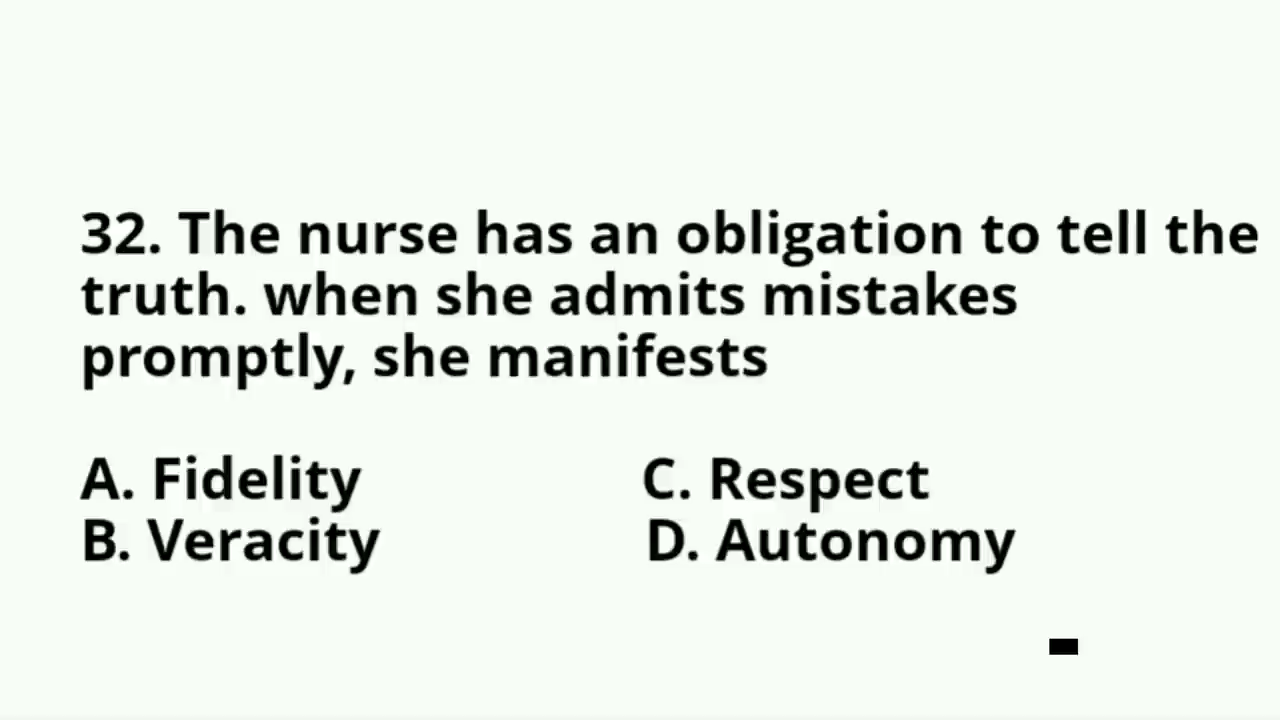 32. The nurse has an obligation to tell the
truth. when she admits mistakes
promptly, she manifests
A. Fidelity C. Respect
B. Veracity D. Autonomy